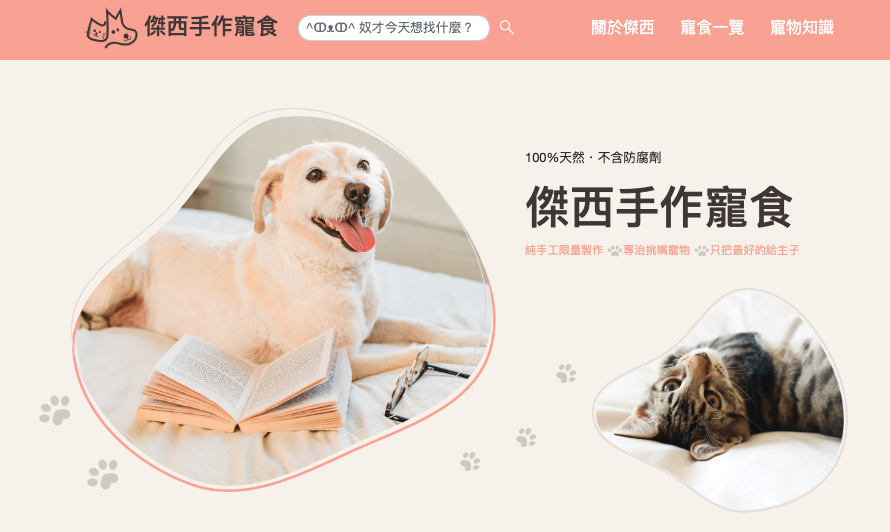 傑西手作寵食
^ↀᴥↀ^ 奴才今天想找什麼？
關於傑西
寵食一覽
寵物知識
100%天然・不含防腐劑
傑西手作寵食
純手工限量製作 專治挑嘴寵物 只把最好的給主子